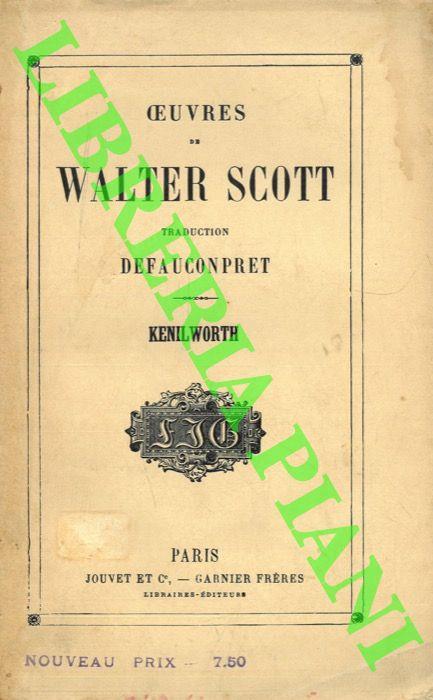 ŒUVRES
DE
WALTER SCOTT
TRADUCTION
DEFAUCONPRET
KENILWORTH
FJG
PARIS
JOUVET ET Cᵉ, — GARNIER FRÈRES
LIBRAIRES-ÉDITEURS
NOUVEAU PRIX — 7.50
LIBRERIA PIANI